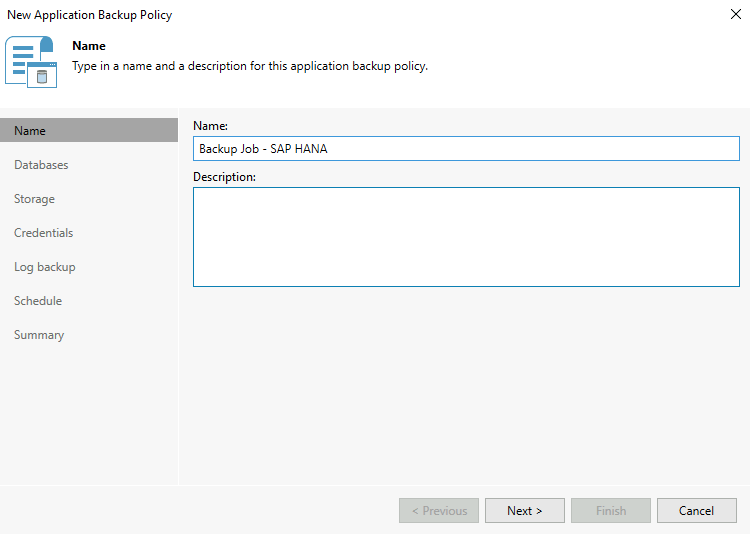 New Application Backup Policy
Name
Type in a name and a description for this application backup policy.
Name
Databases
Storage
Credentials
Log backup
Schedule
Summary
Name:
Backup Job - SAP HANA
Description:
< Previous
Next >
Finish
Cancel